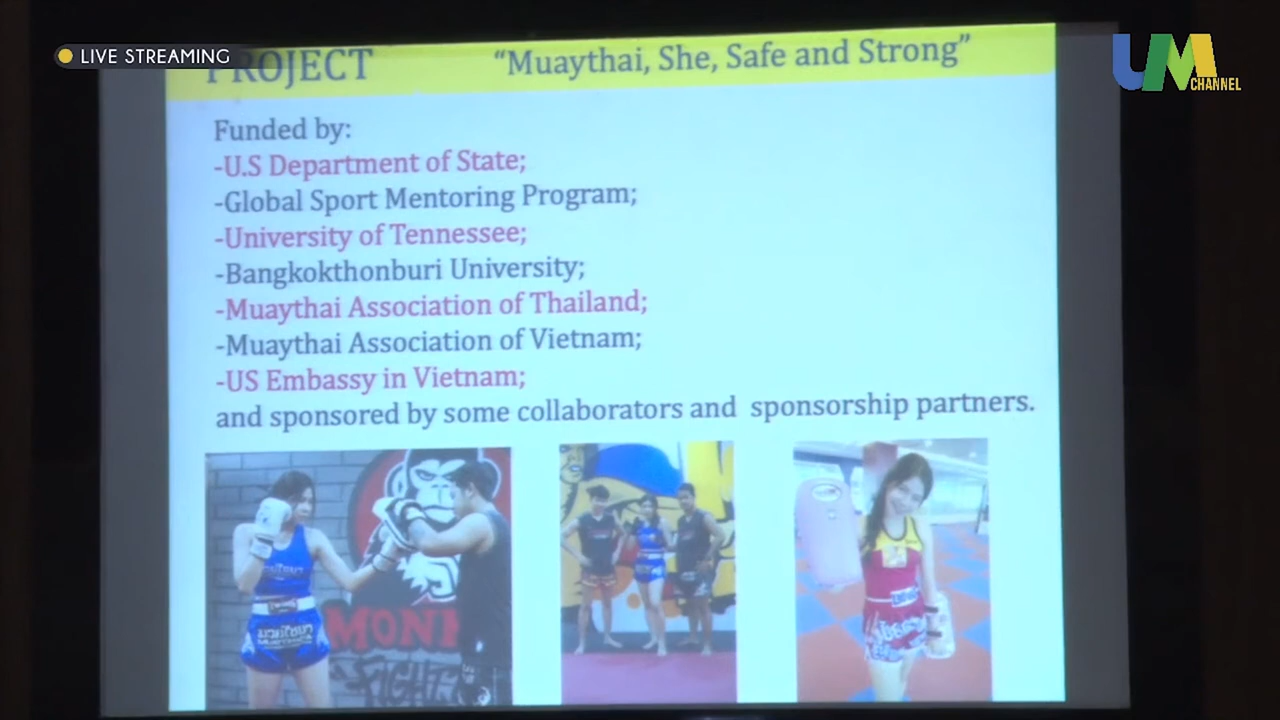 LIVE STREAMING
UM
CHANNEL
PROJECT “Muaythai, She, Safe and Strong”
Funded by:
-U.S Department of State;
-Global Sport Mentoring Program;
-University of Tennessee;
-Bangkokthonburi University;
-Muaythai Association of Thailand;
-Muaythai Association of Vietnam;
-US Embassy in Vietnam;
and sponsored by some collaborators and sponsorship partners.